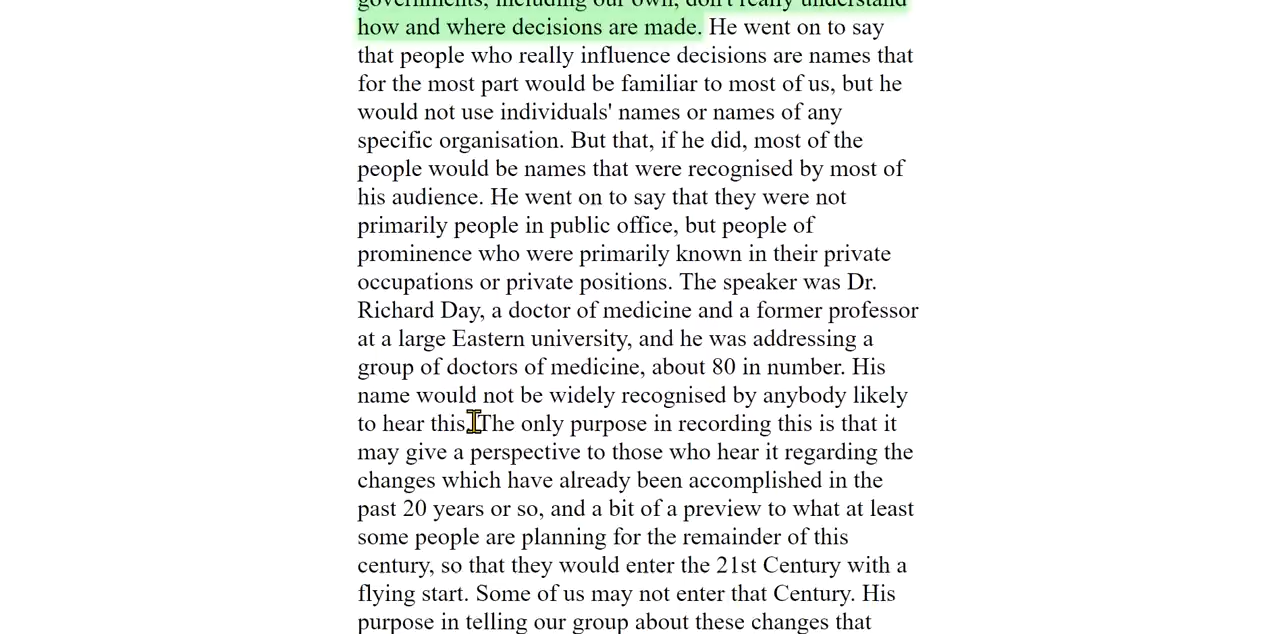 governments, including our own, don't really understand
how and where decisions are made. He went on to say
that people who really influence decisions are names that
for the most part would be familiar to most of us, but he
would not use individuals' names or names of any
specific organisation. But that, if he did, most of the
people would be names that were recognised by most of
his audience. He went on to say that they were not
primarily people in public office, but people of
prominence who were primarily known in their private
occupations or private positions. The speaker was Dr.
Richard Day, a doctor of medicine and a former professor
at a large Eastern university, and he was addressing a
group of doctors of medicine, about 80 in number. His
name would not be widely recognised by anybody likely
to hear this. The only purpose in recording this is that it
may give a perspective to those who hear it regarding the
changes which have already been accomplished in the
past 20 years or so, and a bit of a preview to what at least
some people are planning for the remainder of this
century, so that they would enter the 21st Century with a
flying start. Some of us may not enter that Century. His
purpose in telling our group about these changes that